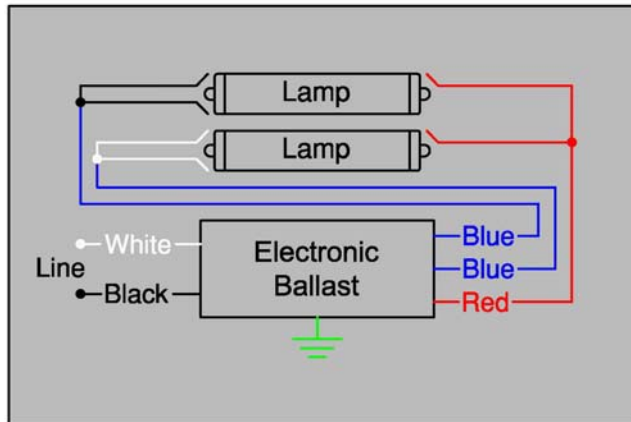 Lamp
Lamp
White
Line
Black
Electronic
Ballast
Blue
Blue
Red